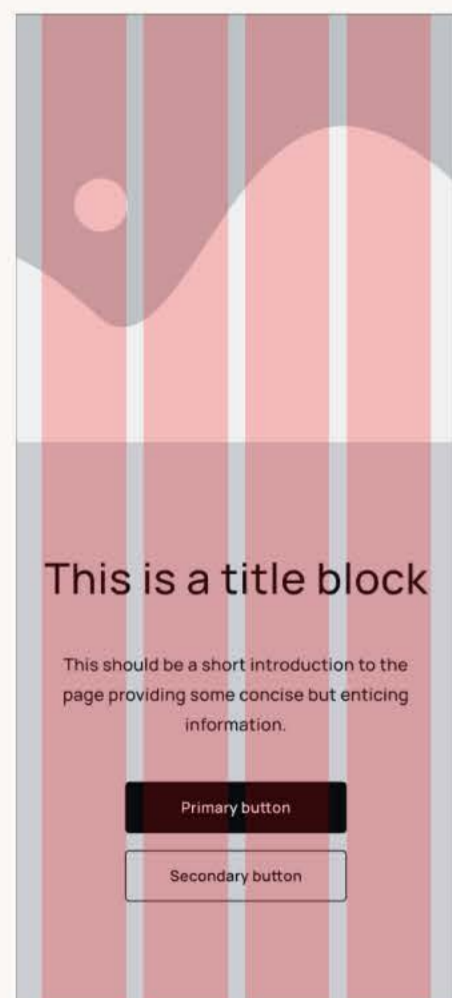 This is a title block
This should be a short introduction to the
page providing some concise but enticing
information.
Primary button
Secondary button